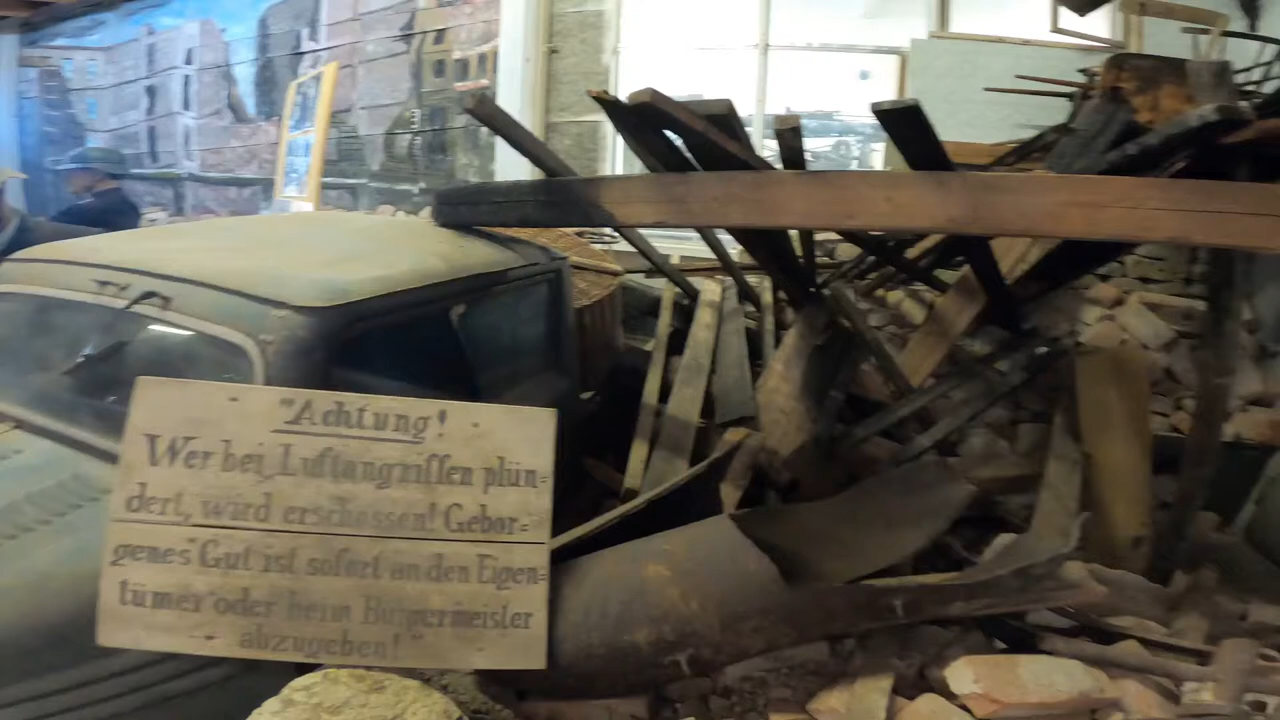 "Achtung!
Wer bei Luftangriffen plün=
dert, wird erschossen! Gebor=
genes Gut ist sofort an den Eigen=
tümer oder beim Bürgermeister
abzugeben!"